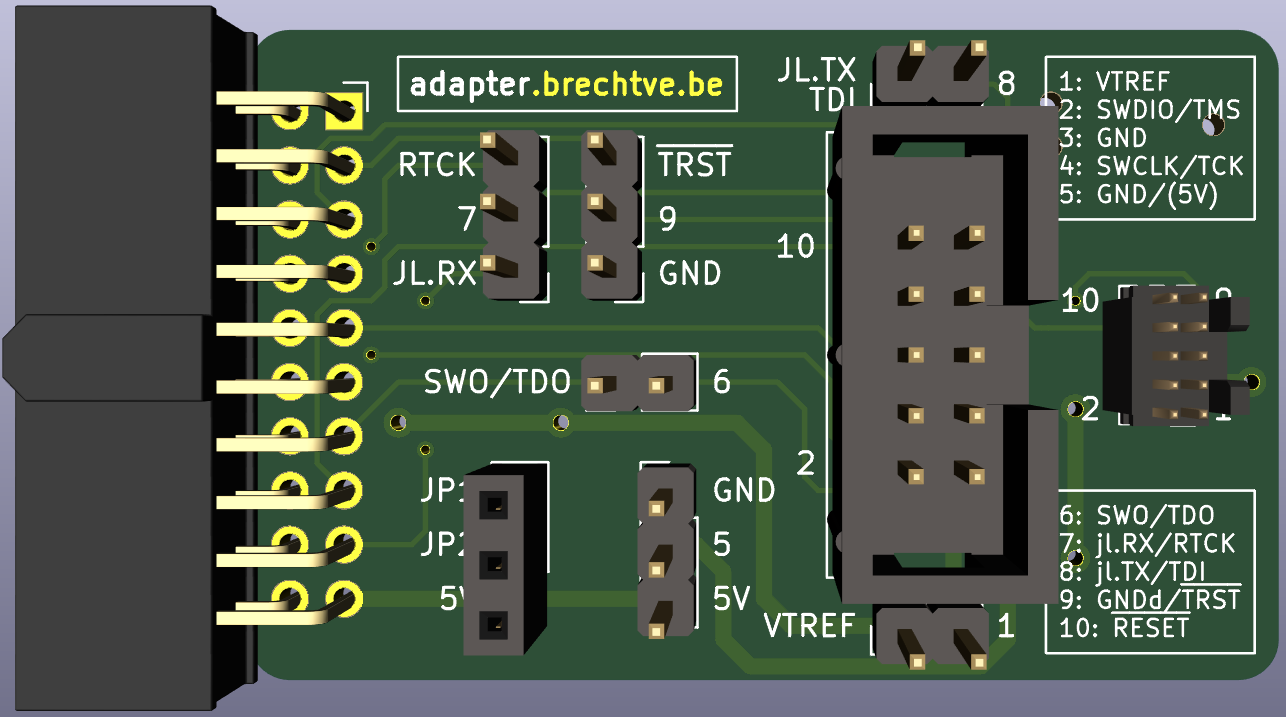 adapter.brechtve.be
JL.TX
TDI
8
RTCK
TRST
7
9
JL.RX
GND
10
SWO/TDO
6
2
JP1
GND
JP2
5
5V
VTREF
1
1: VTREF
2: SWDIO/TMS
3: GND
4: SWCLK/TCK
5: GND/(5V)
10
2
6: SWO/TDO
7: jl.RX/RTCK
8: jl.TX/TDI
9: GNDd/TRST
10: RESET